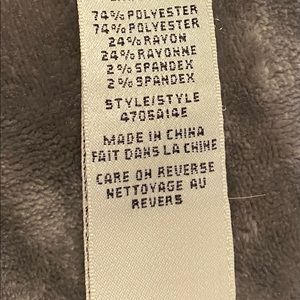 74% POLYESTER
74% POLYESTER
24% RAYON
24% RAYONNE
2% SPANDEX
2% SPANDEX
STYLE/STYLE
4705A14E
MADE IN CHINA
FAIT DANS LA CHINE
CARE ON REVERSE
NETTOYAGE AU
REVERS